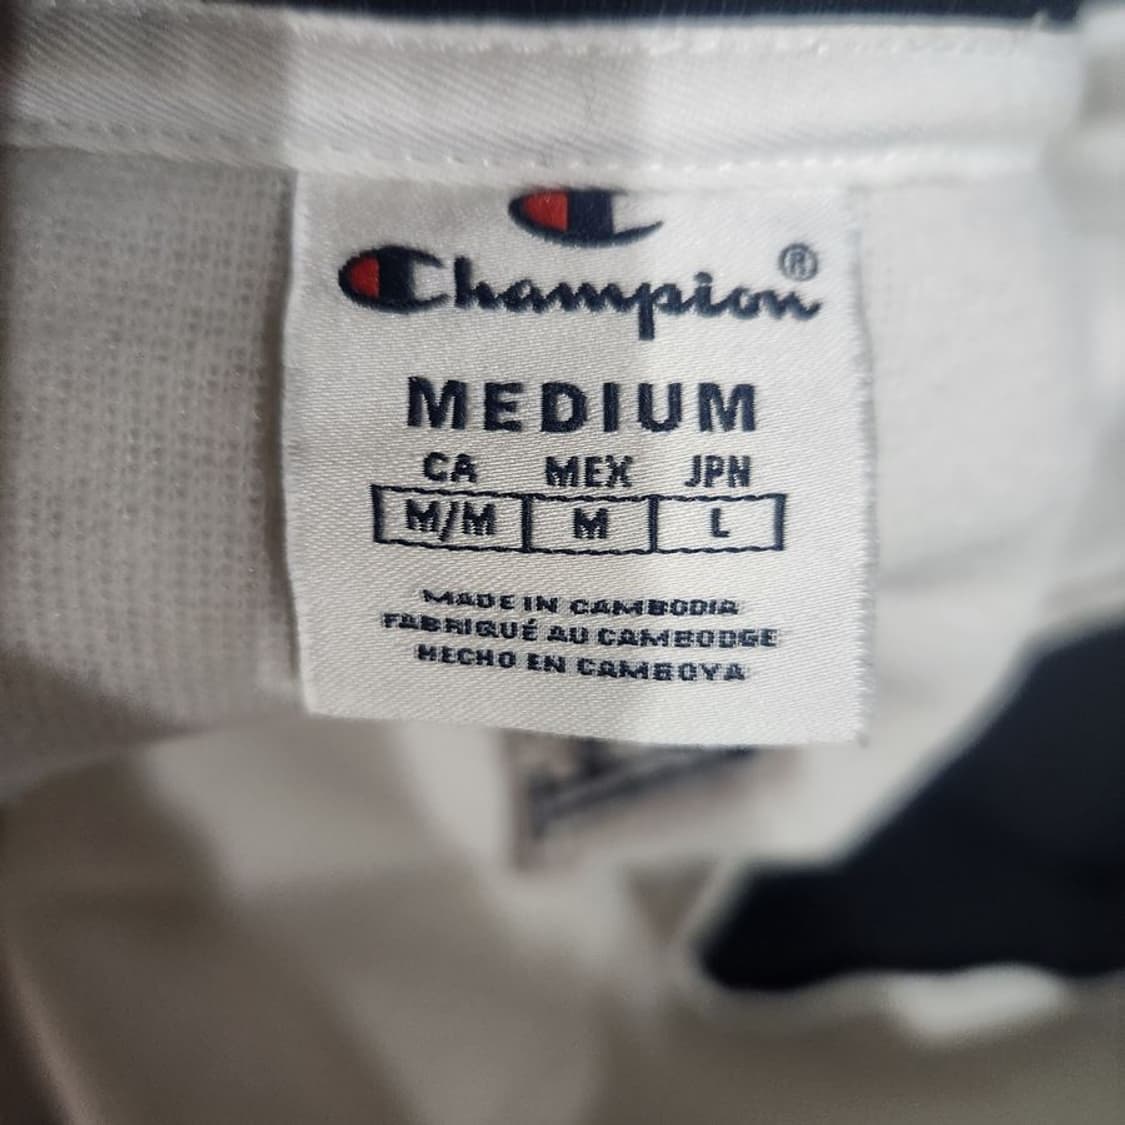 Champion®
MEDIUM
CA MEX JPN
M/M M L
MADE IN CAMBODIA
FABRIQUÉ AU CAMBODGE
HECHO EN CAMBOYA